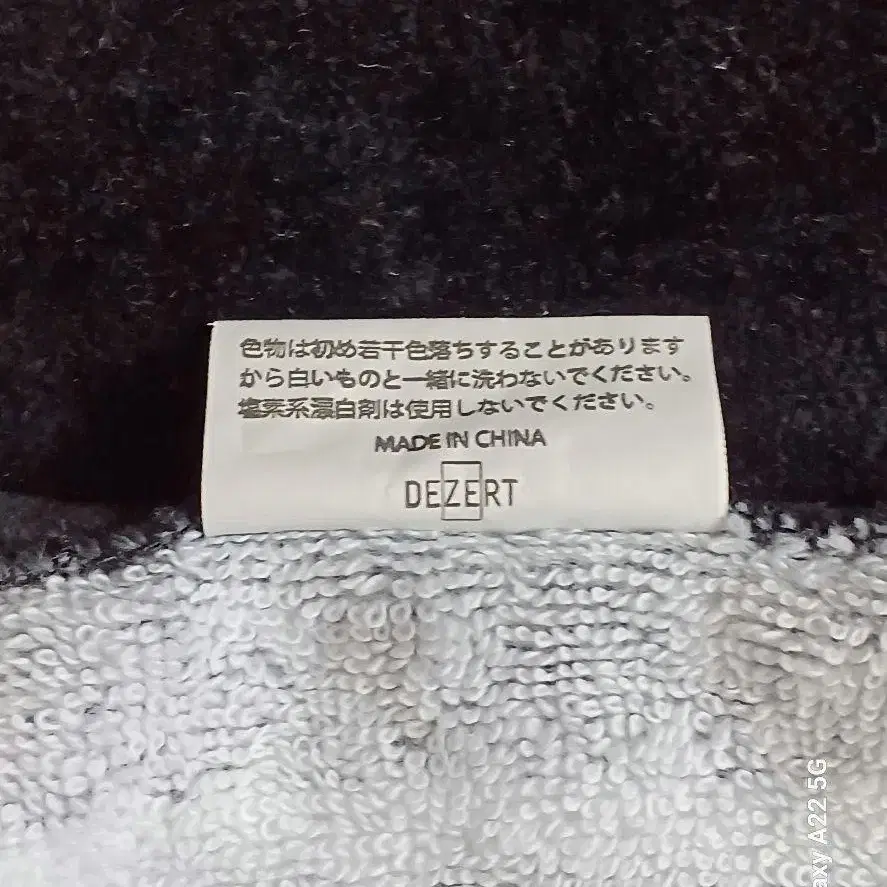 色物は初め若干色落ちすることがあります
から白いものと一緒に洗わないでください。
塩素系漂白剤は使用しないでください。
MADE IN CHINA
DEZERT
axy A22 5G